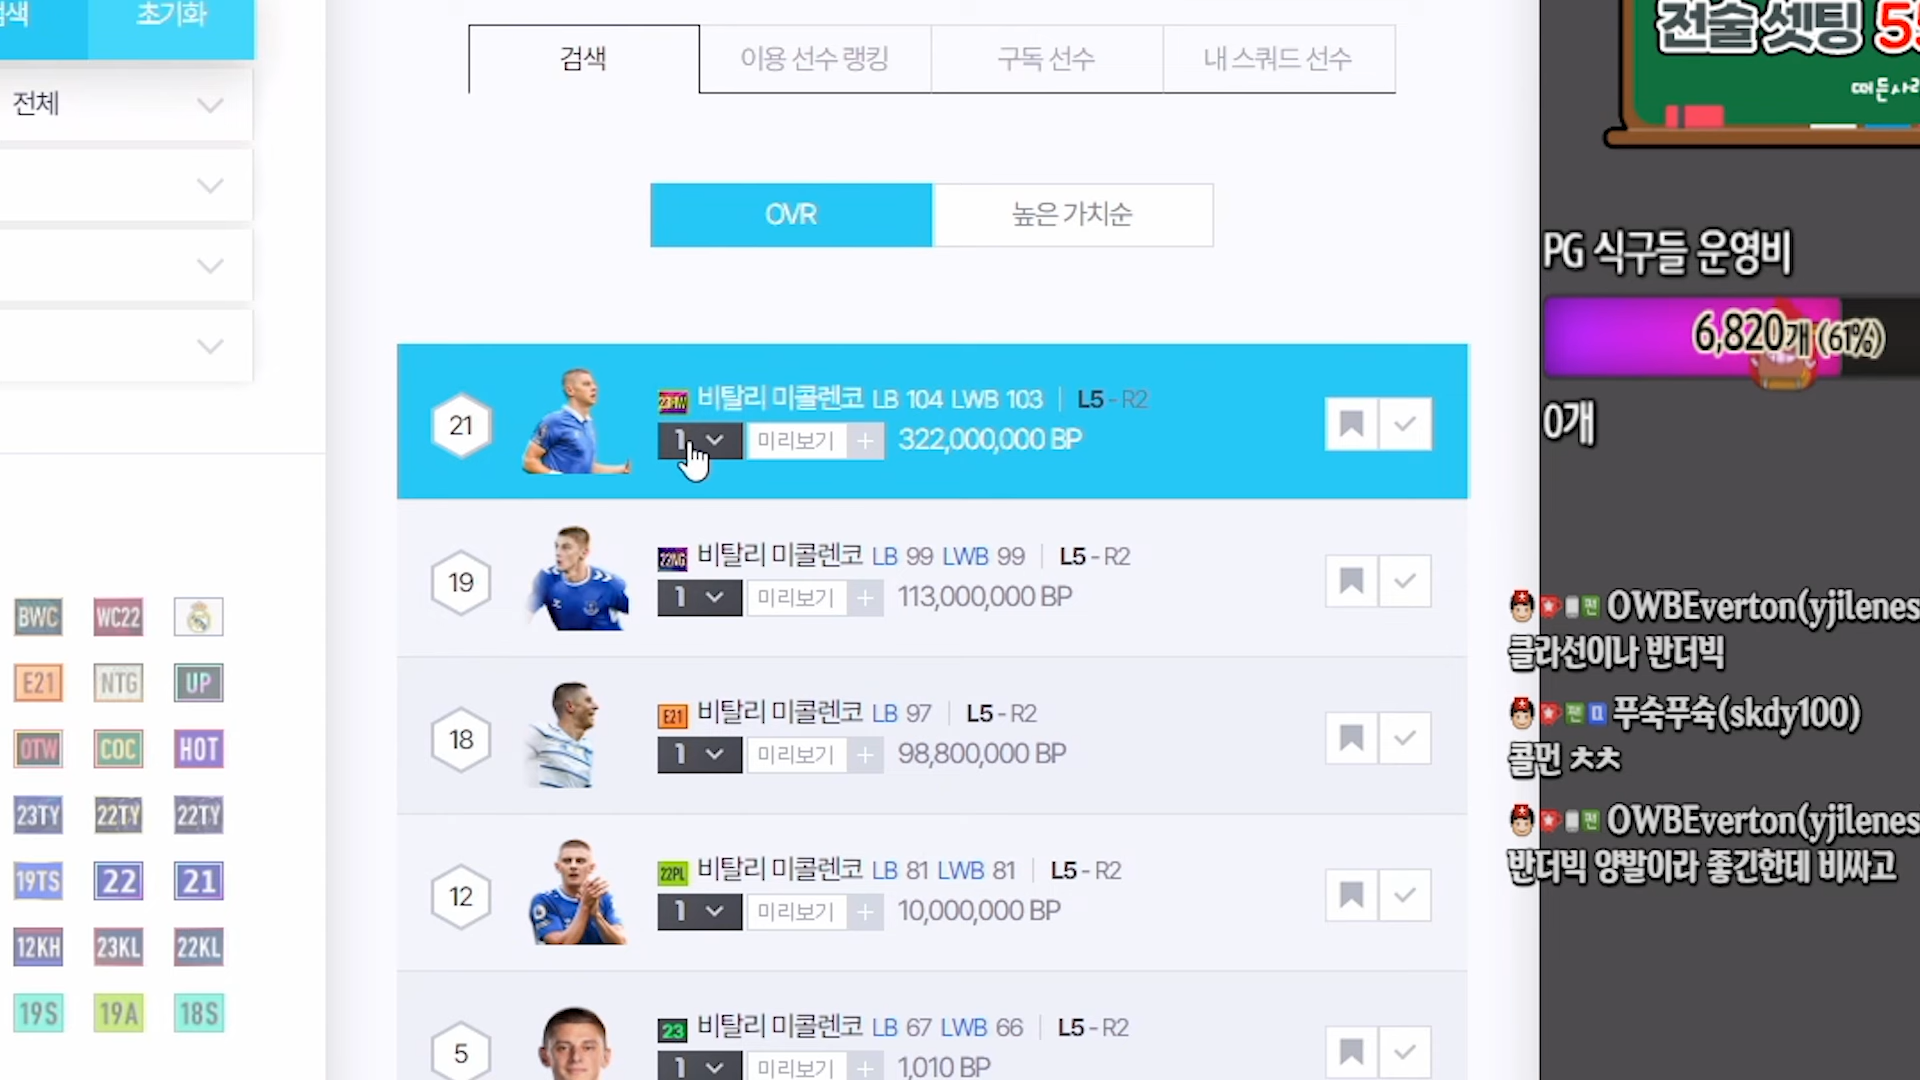 검색
초기화
전체
BWC WC22
E21 NTG UP
OTW COC HOT
23TY 22TY 22TY
19TS 22 21
12KH 23KL 22KL
19S 19A 18S
검색
이용 선수 랭킹
구독 선수
내 스쿼드 선수
OVR
높은 가치순
21
비탈리 미콜렌코 LB 104 LWB 103 L5 - R2
1 미리보기 + 322,000,000 BP
19
22NG 비탈리 미콜렌코 LB 99 LWB 99 L5 - R2
1 미리보기 + 113,000,000 BP
18
E21 비탈리 미콜렌코 LB 97 L5 - R2
1 미리보기 + 98,800,000 BP
12
22PL 비탈리 미콜렌코 LB 81 LWB 81 L5 - R2
1 미리보기 + 10,000,000 BP
5
23 비탈리 미콜렌코 LB 67 LWB 66 L5 - R2
1 미리보기 + 1,010 BP
전술 셋팅 55
떠든사
PG 식구들 운영비
6,820개 (61%)
0개
OWBEverton(yjilenes
클라선이나 반더빅
푸슉푸슉(skdy100)
콜먼 ㅊㅊ
OWBEverton(yjilenes
반더빅 양발이라 좋긴한데 비싸고